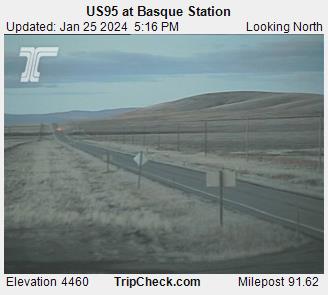 US95 at Basque Station
Updated: Jan 25 2024  5:16 PM Looking North
Elevation 4460 TripCheck.com Milepost 91.62